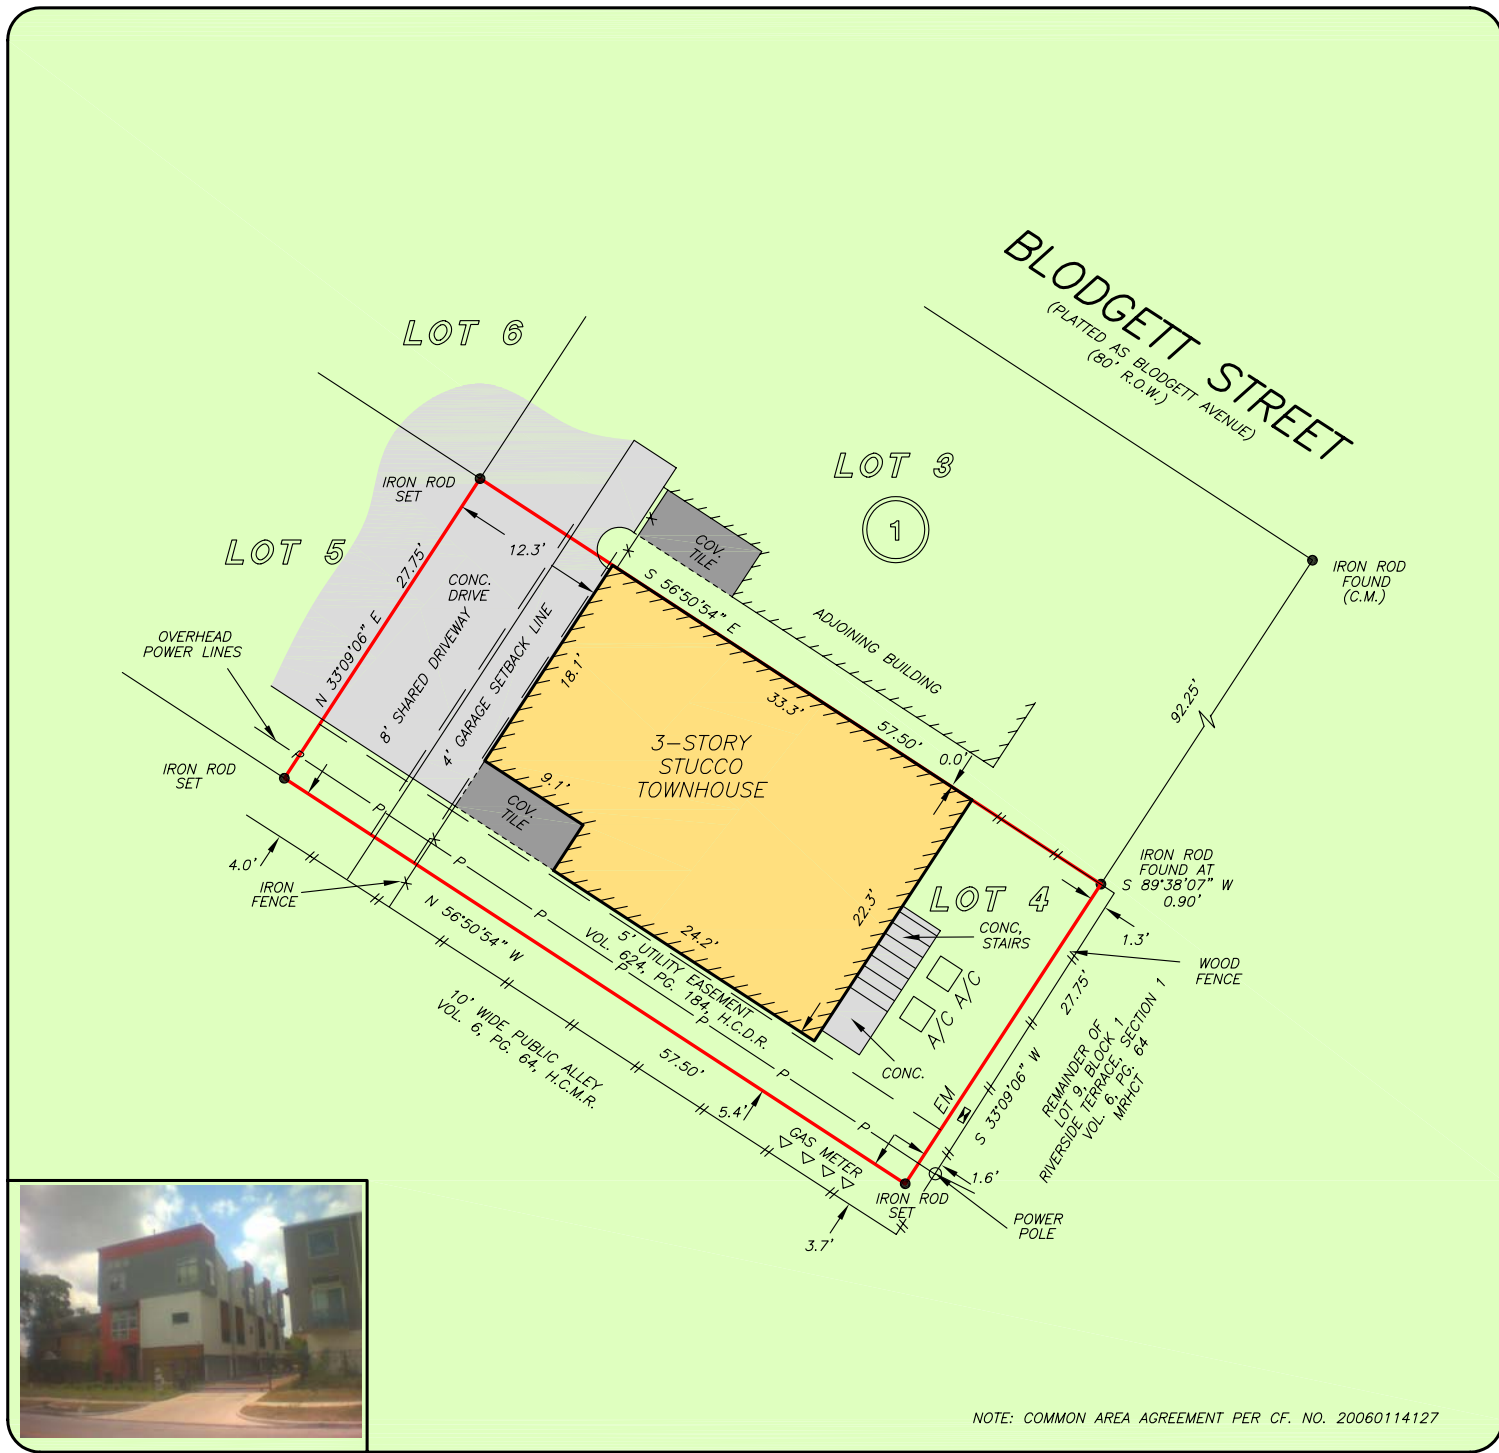 BLODGETT STREET
(PLATTED AS BLODGETT AVENUE)
(80' R.O.W.)
LOT 6
LOT 3
1
IRON ROD
SET
LOT 5
12.3'
COV.
TILE
IRON ROD
FOUND
(C.M.)
27.75'
N 33°09'06" E
CONC.
DRIVE
S 56°50'54" E
ADJOINING BUILDING
OVERHEAD
POWER LINES
8' SHARED DRIVEWAY
4' GARAGE SETBACK LINE
18.1'
33.3'
57.50'
0.0'
92.25'
3-STORY
STUCCO
TOWNHOUSE
IRON ROD
SET
P
P
P
P
P
P
P
P
9.1'
COV.
TILE
4.0'
IRON
FENCE
N 56°50'54" W
24.2'
22.3'
5' UTILITY EASEMENT
VOL. 624, PG. 184, H.C.D.R.
LOT 4
CONC,
STAIRS
IRON ROD
FOUND AT
S 89°38'07" W
0.90'
1.3'
WOOD
FENCE
27.75'
A/C
A/C
CONC.
10' WIDE PUBLIC ALLEY
VOL. 6, PG. 64, H.C.M.R.
57.50'
5.4'
EM
S 33°09'06" W
REMAINDER OF
LOT 9, BLOCK 1
RIVERSIDE TERRACE, SECTION 1
VOL. 6, PG. 64
MRHCT
GAS METER
1.6'
IRON ROD
SET
POWER
POLE
3.7'
NOTE: COMMON AREA AGREEMENT PER CF. NO. 20060114127